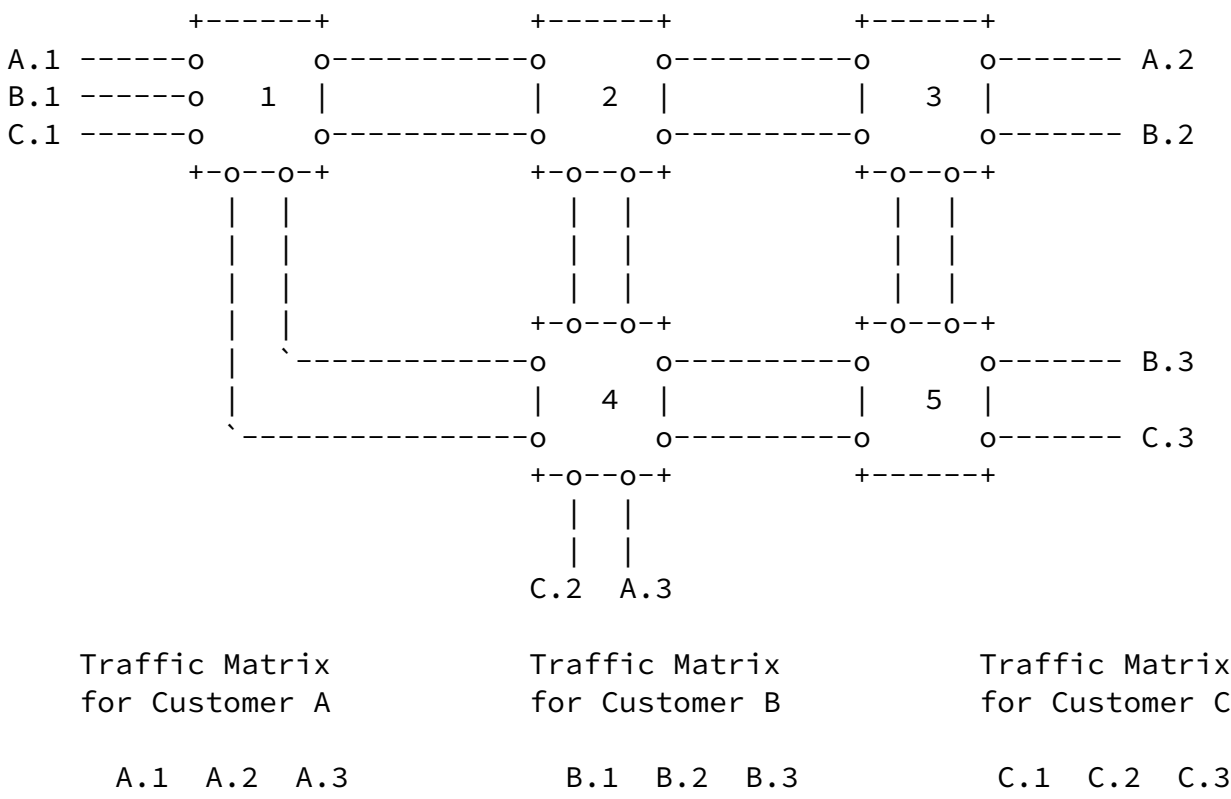 +------+ +------+ +------+
A.1 ------o o-----------o o----------o o------- A.2
B.1 ------o 1 | | 2 | | 3 |
C.1 ------o o-----------o o----------o o------- B.2
+-o--o-+ +-o--o-+ +-o--o-+
| | | | | |
| | | | | |
| | | | | |
| | +-o--o-+ +-o--o-+
| `-------------o o----------o o------- B.3
| | 4 | | 5 |
`----------------o o----------o o------- C.3
+-o--o-+ +------+
| |
| |
C.2 A.3
Traffic Matrix Traffic Matrix Traffic Matrix
for Customer A for Customer B for Customer C
A.1 A.2 A.3 B.1 B.2 B.3 C.1 C.2 C.3